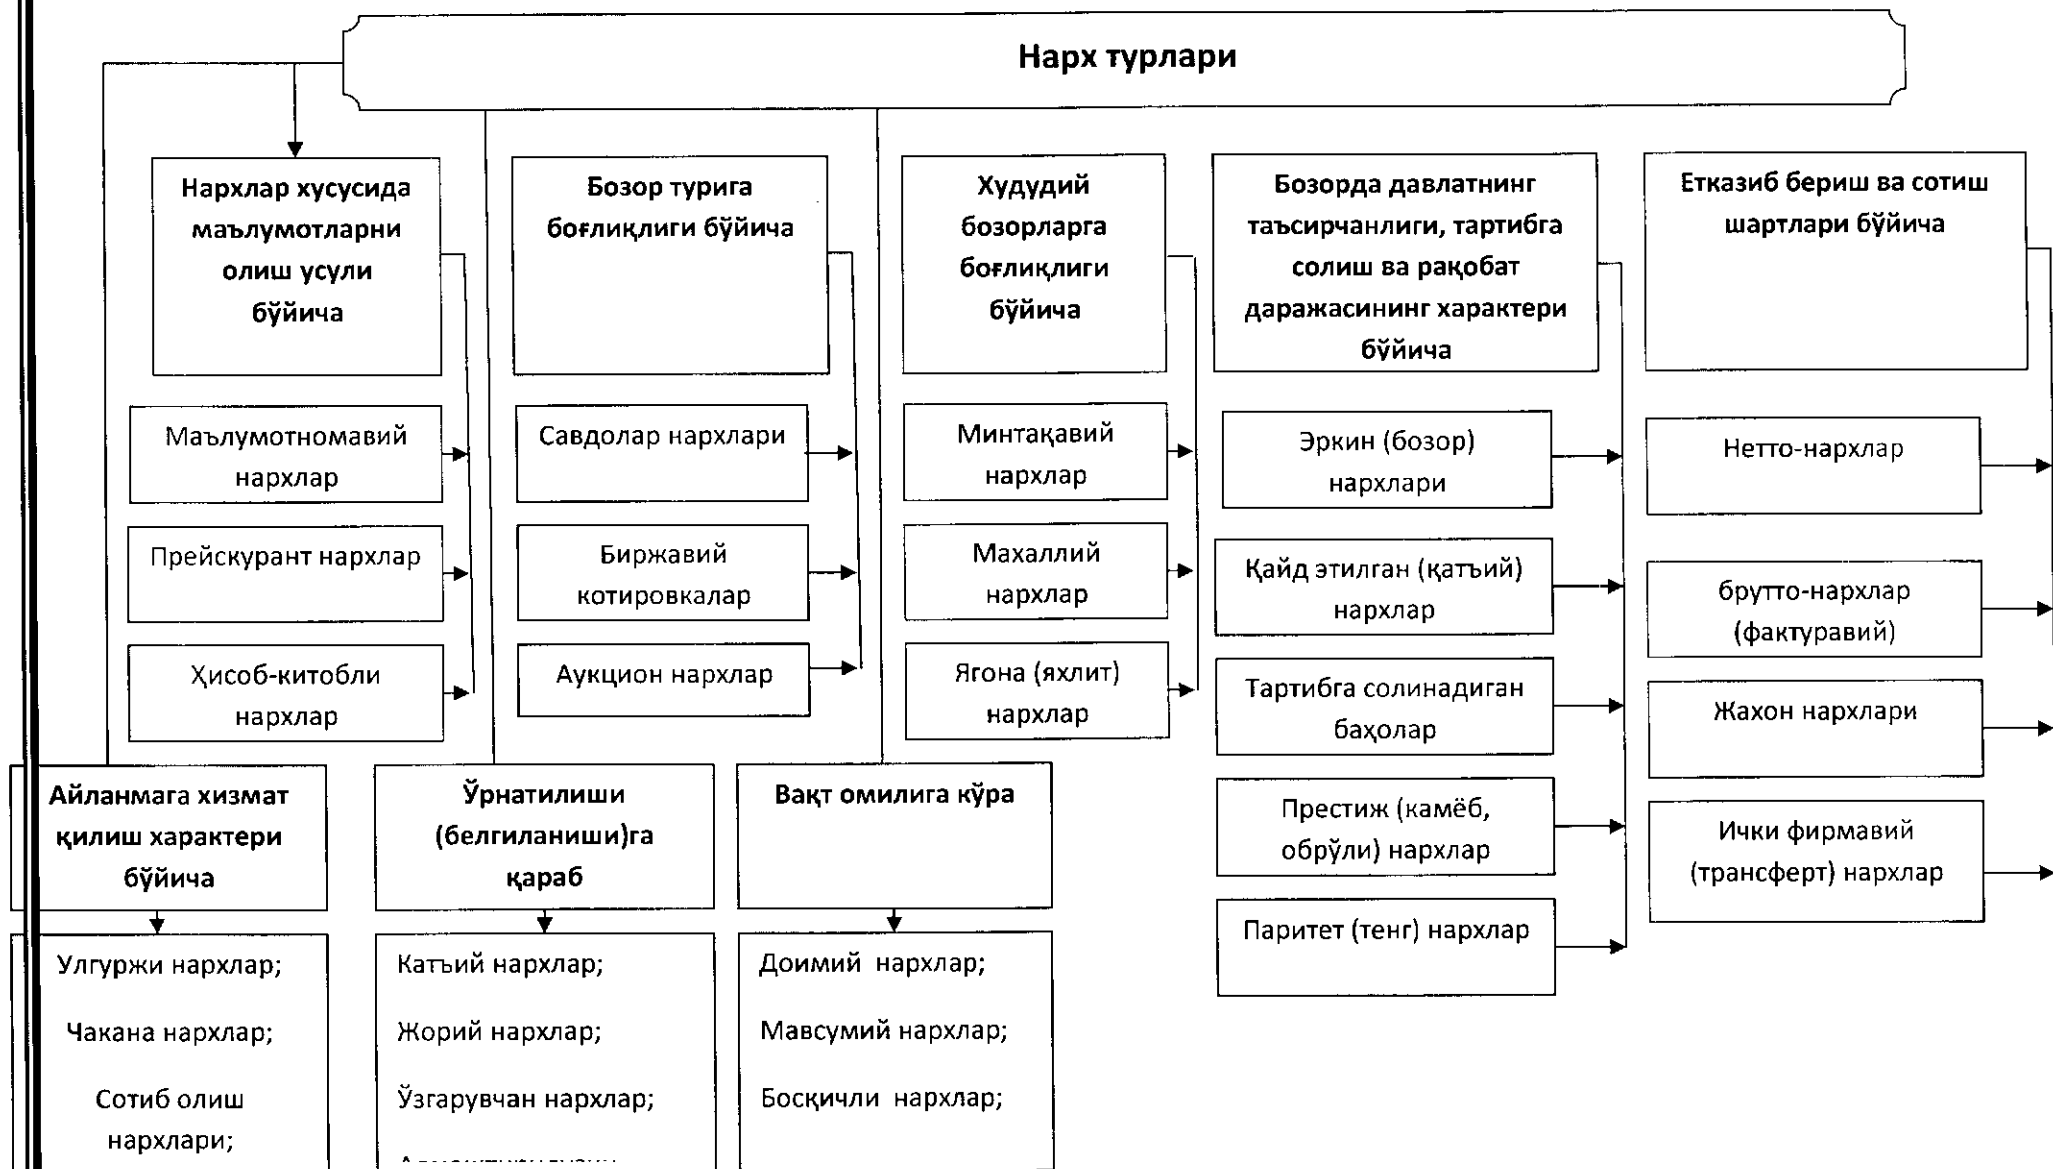 Нарх турлари
Нархлар хусусида
маълумотларни
олиш усули
бўйича
Маълумотномавий
нархлар
Прейскурант нархлар
Ҳисоб-китобли
нархлар
Бозор турига
боғлиқлиги бўйича
Савдолар нархлари
Биржавий
котировкалар
Аукцион нархлар
Худудий
бозорларга
боғлиқлиги
бўйича
Минтақавий
нархлар
Махаллий
нархлар
Ягона (яхлит)
нархлар
Бозорда давлатнинг
таъсирчанлиги, тартибга
солиш ва рақобат
даражасининг характери
бўйича
Эркин (бозор)
нархлари
Қайд этилган (қатъий)
нархлар
Тартибга солинадиган
баҳолар
Престиж (камёб,
обрўли) нархлар
Паритет (тенг) нархлар
Етказиб бериш ва сотиш
шартлари бўйича
Нетто-нархлар
брутто-нархлар
(фактуравий)
Жахон нархлари
Ички фирмавий
(трансферт) нархлар
Айланмага хизмат
қилиш характери
бўйича
Улгуржи нархлар;
Чакана нархлар;
Сотиб олиш
нархлари;
Ўрнатилиши
(белгиланиши)га
қараб
Катъий нархлар;
Жорий нархлар;
Ўзгарувчан нархлар;
Вақт омилига кўра
Доимий нархлар;
Мавсумий нархлар;
Босқичли нархлар;